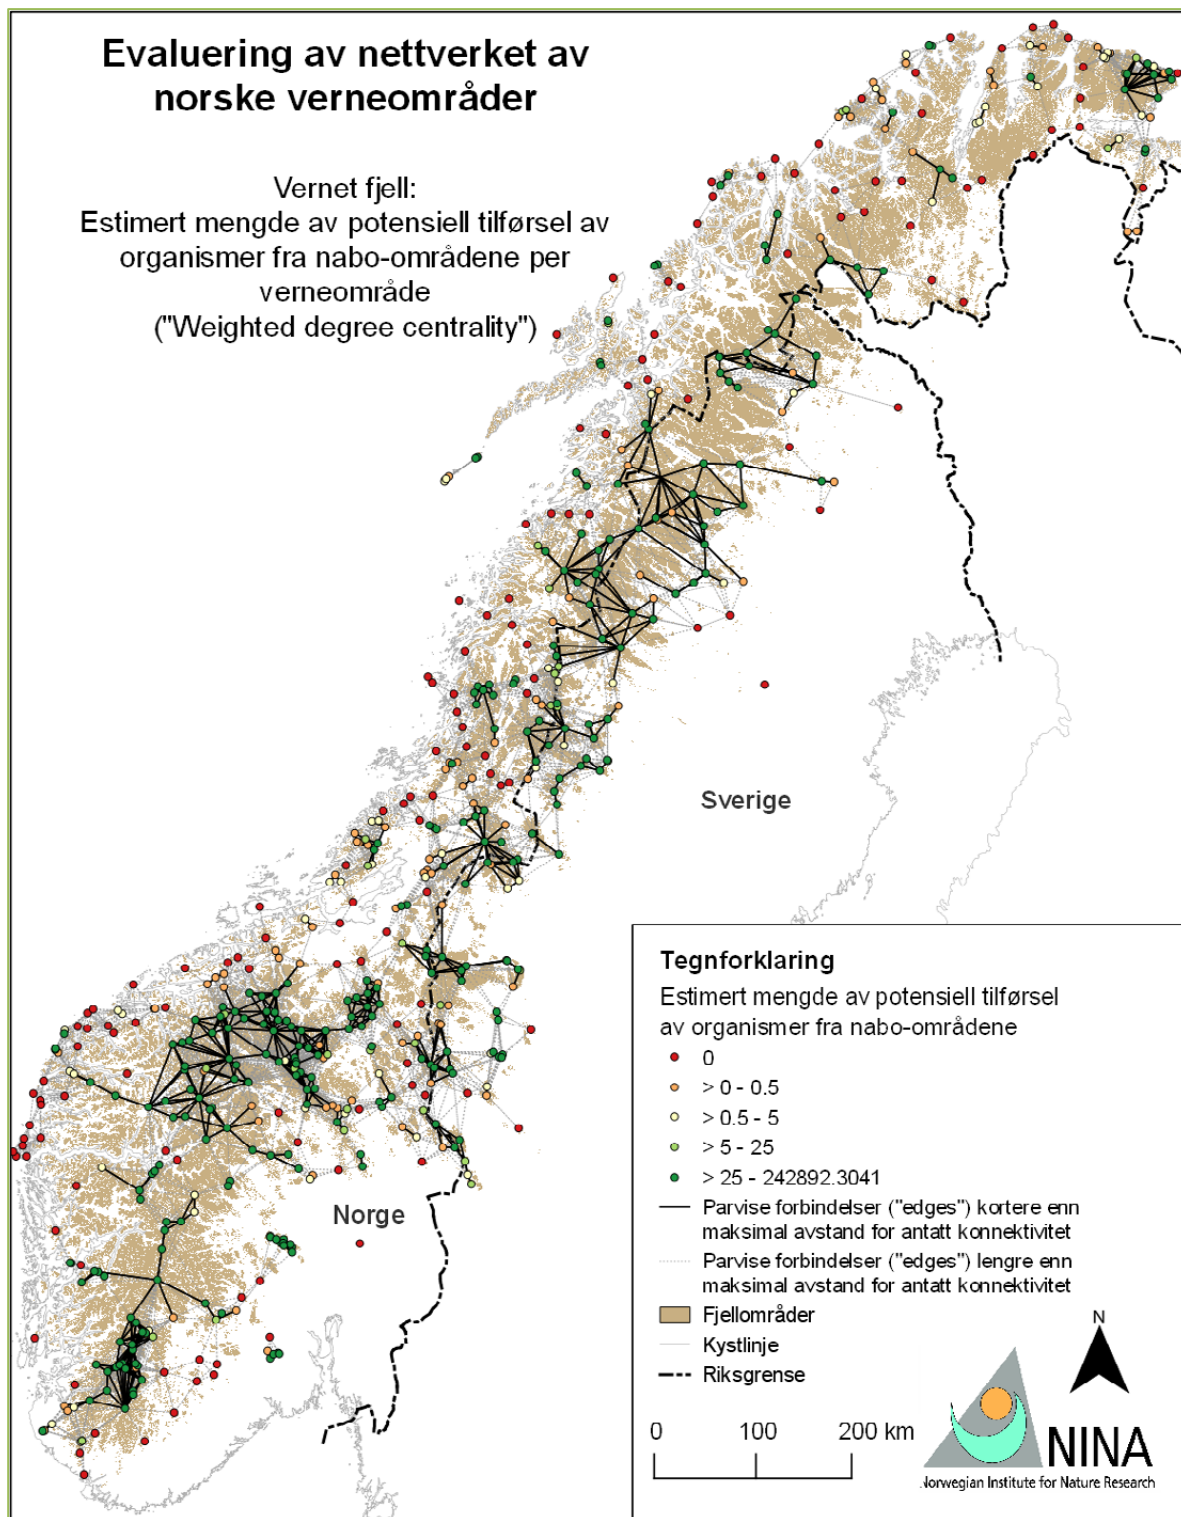 Evaluering av nettverket av
norske verneområder
Vernet fjell:
Estimert mengde av potensiell tilførsel av
organismer fra nabo-områdene per
verneområde
("Weighted degree centrality")
Sverige
Norge
Tegnforklaring
Estimert mengde av potensiell tilførsel
av organismer fra nabo-områdene
0
> 0 - 0.5
> 0.5 - 5
> 5 - 25
> 25 - 242892.3041
Parvise forbindelser ("edges") kortere enn
maksimal avstand for antatt konnektivitet
Parvise forbindelser ("edges") lengre enn
maksimal avstand for antatt konnektivitet
Fjellområder
Kystlinje
Riksgrense
N
0 100 200 km
NINA
Norwegian Institute for Nature Research